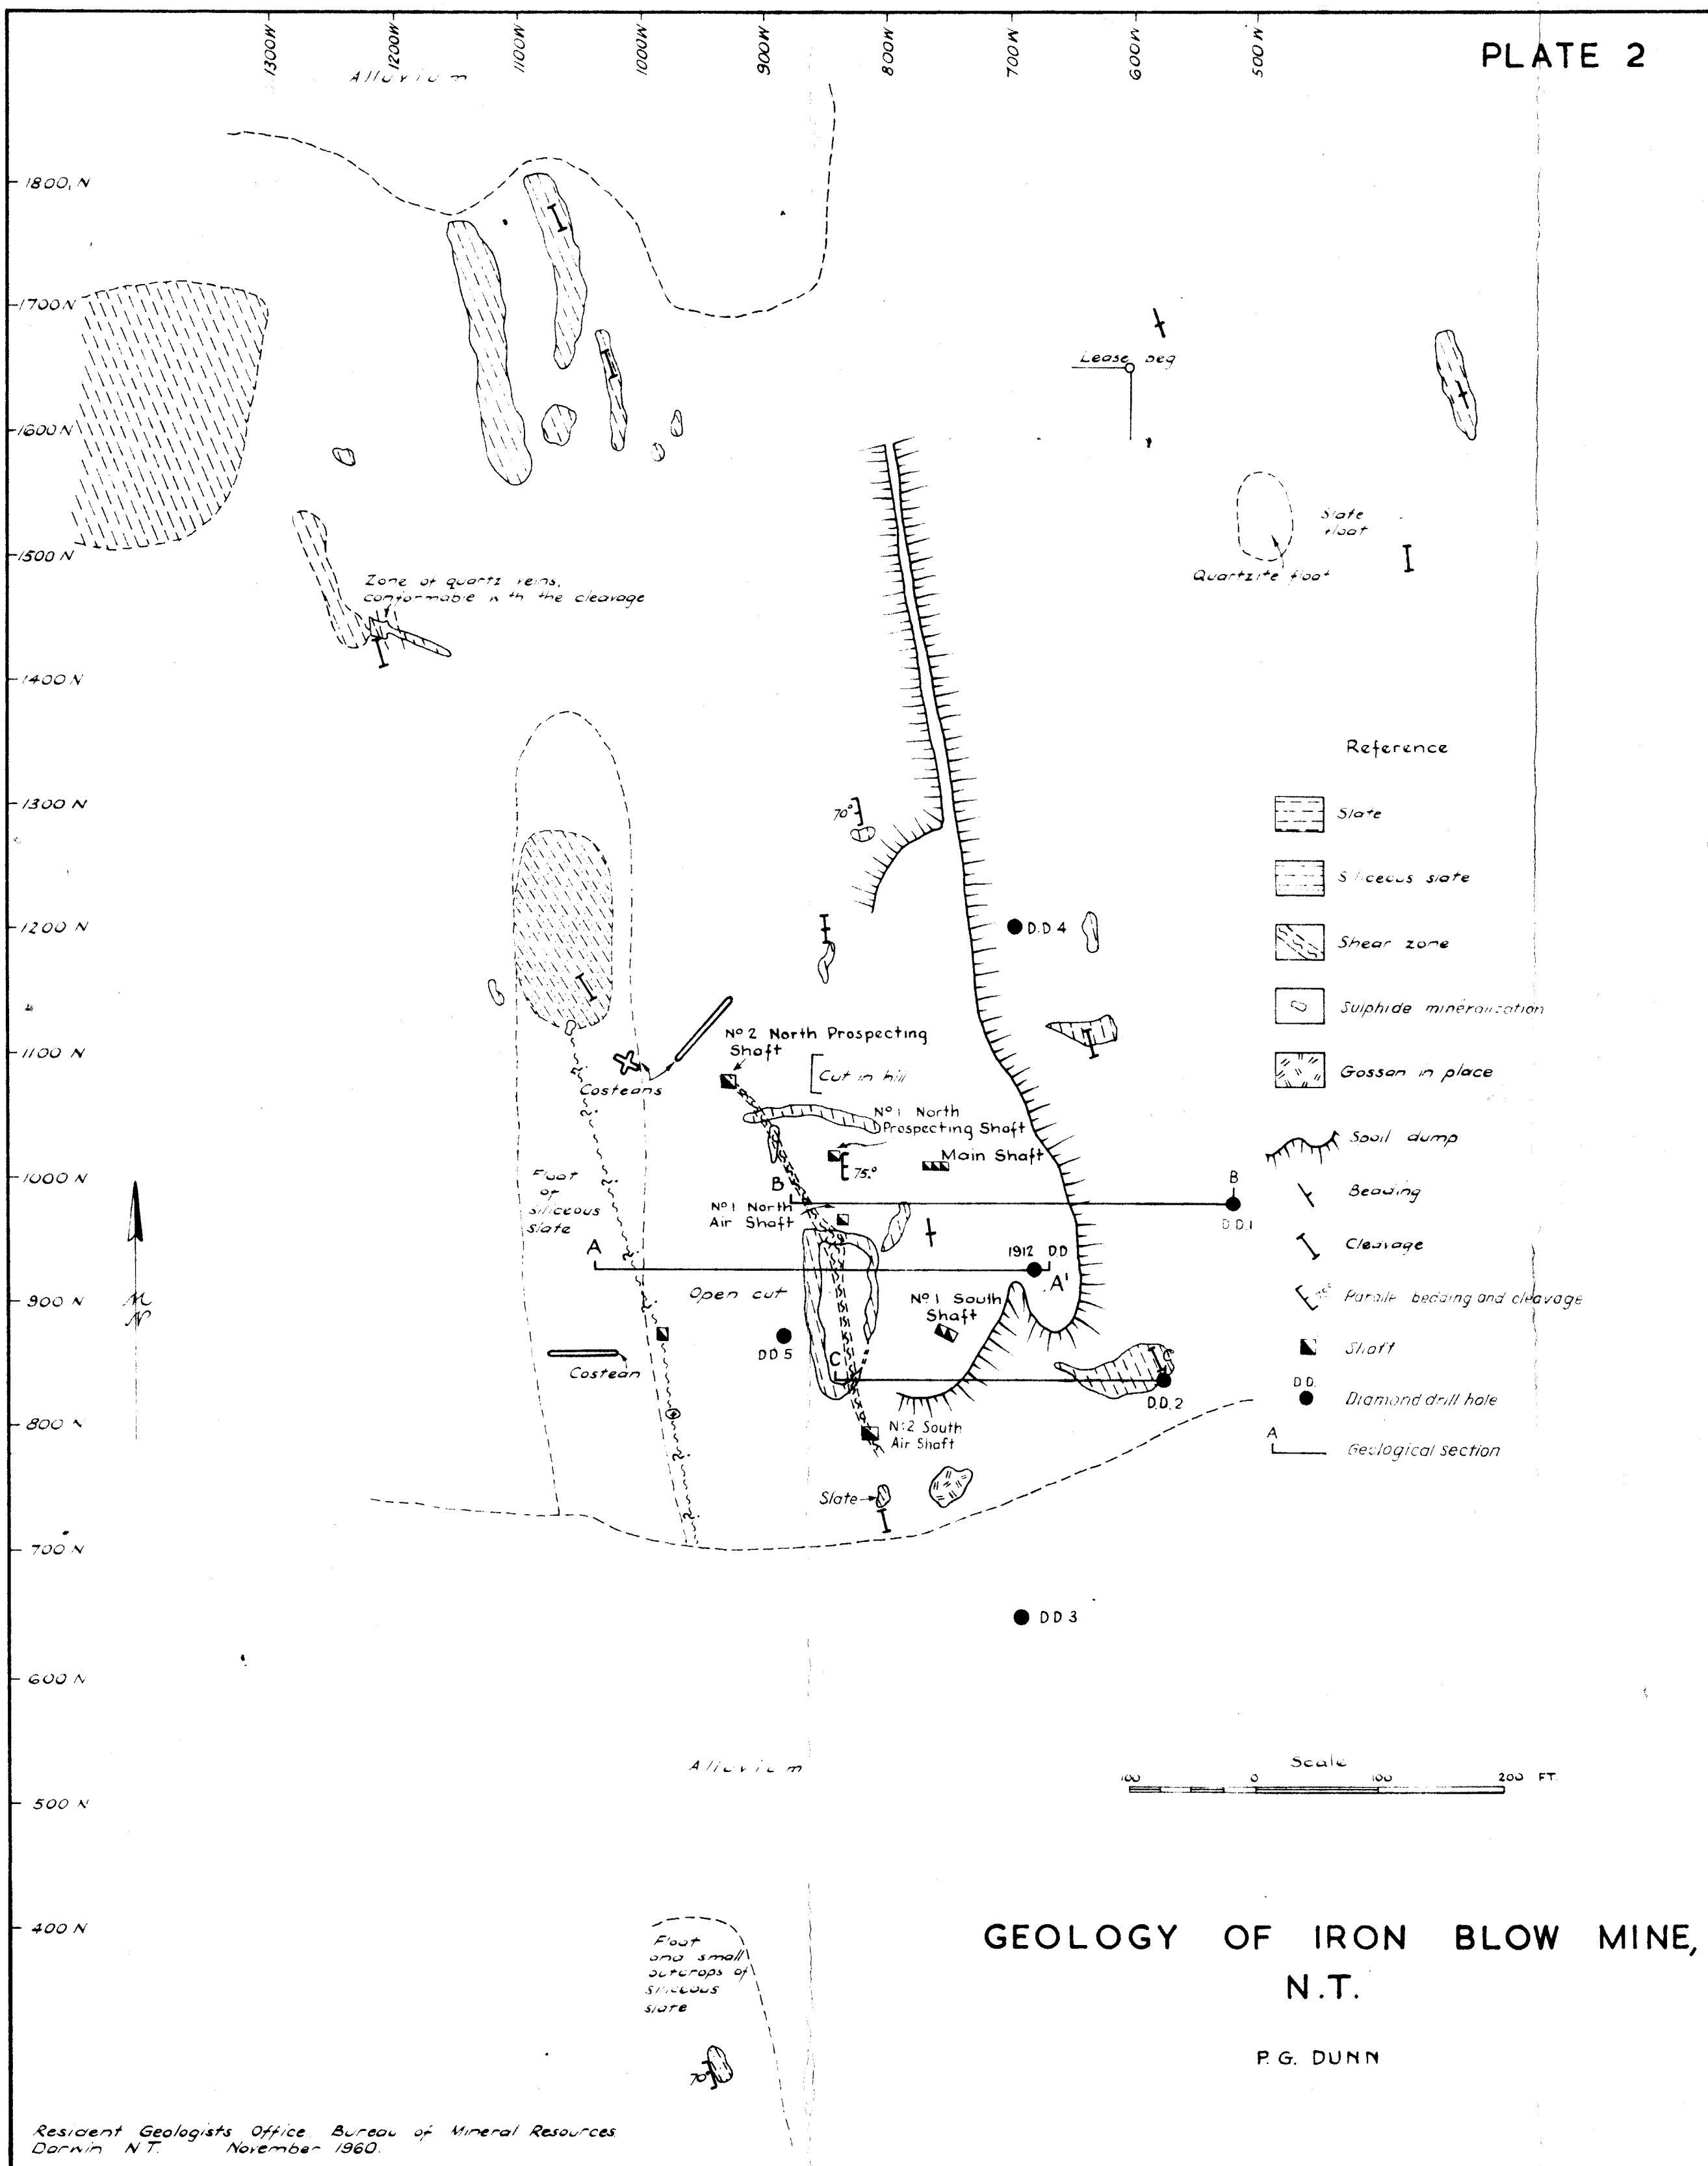 PLATE 2
1300W
1200W
1100W
1000W
900W
800W
700W
600W
500W
Alluvium
1800 N
1700 N
1600 N
1500 N
1400 N
1300 N
1200 N
1100 N
1000 N
900 N
800 N
700 N
600 N
500 N
400 N
Lease peg
Slate
float
Quartzite float
Zone of quartz veins,
conformable with the cleavage
70°
D.D 4
Nº 2 North Prospecting
Shaft
Cut in hill
Costeans
Nº 1 North
Prospecting Shaft
Main Shaft
75°
Float
of
siliceous
slate
B
B
D.D.1
Nº 1 North
Air Shaft
A
1912 DD
A'
Open cut
Nº 1 South
Shaft
DD 5
C
C
D.D.2
Costean
Nº 2 South
Air Shaft
Slate
DD 3
Reference
Slate
Siliceous slate
Shear zone
Sulphide mineralization
Gossan in place
Spoil dump
Bedding
Cleavage
Parallel bedding and cleavage
Shaft
D.D.
Diamond drill hole
A
Geological section
Alluvium
Scale
100 0 100 200 FT.
Float
and small
outcrops of
siliceous
slate
70°
GEOLOGY OF IRON BLOW MINE,
N.T.
P. G. DUNN
Resident Geologists Office. Bureau of Mineral Resources.
Darwin N.T. November 1960.